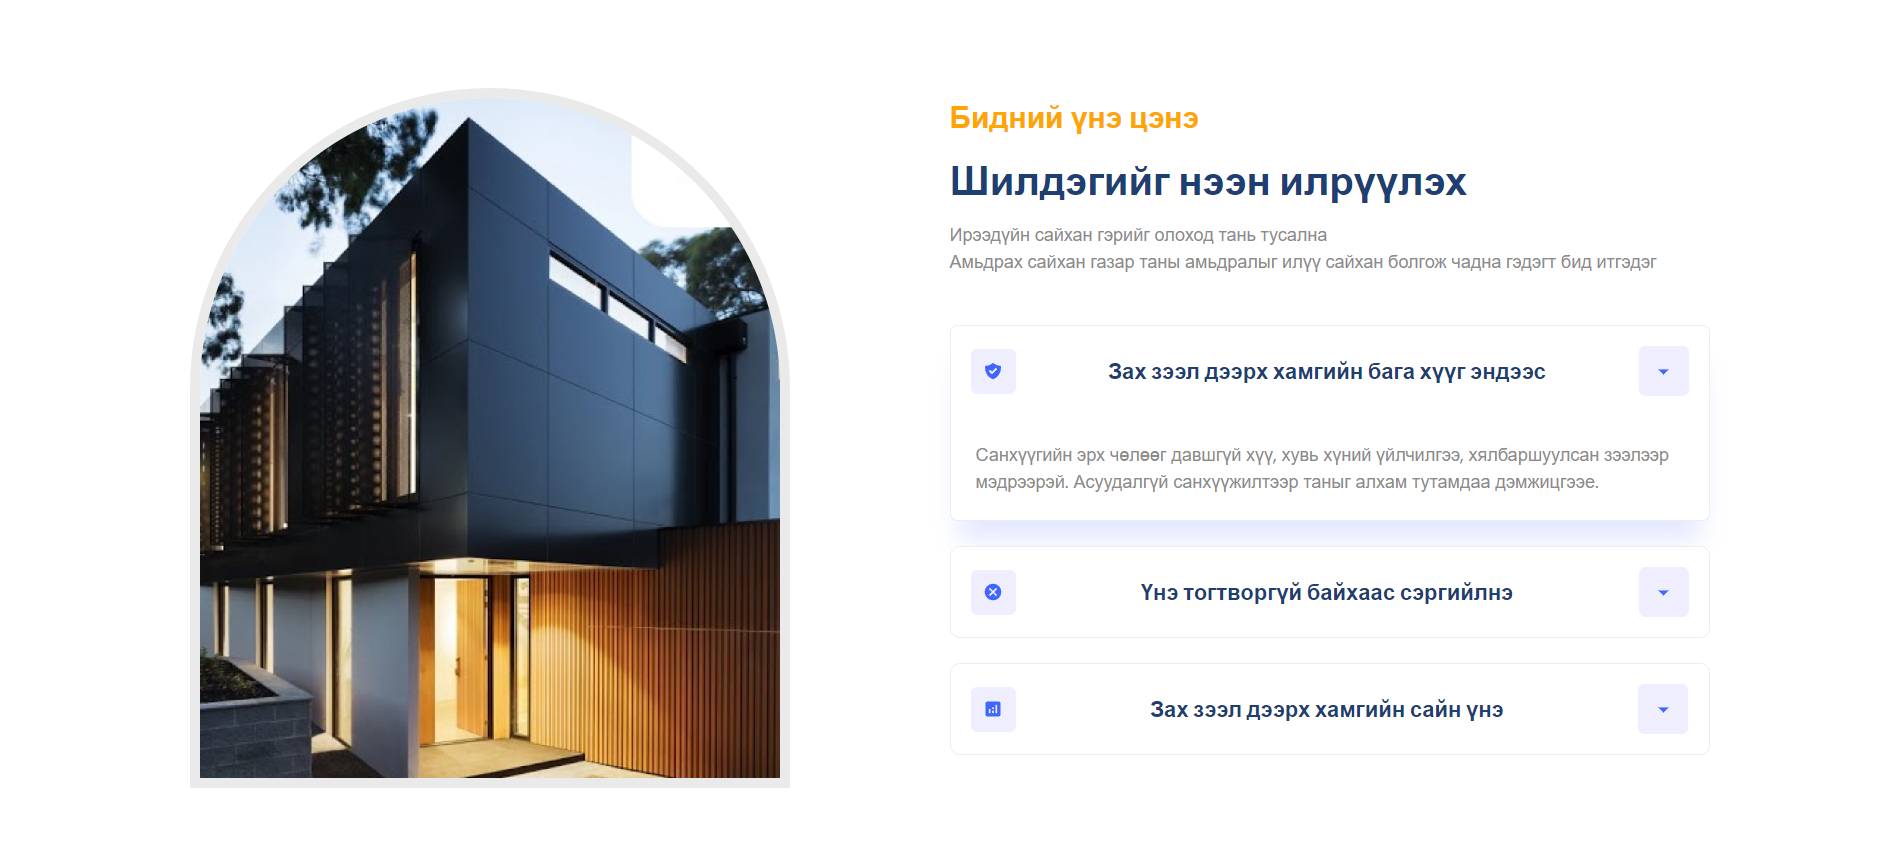 Бидний үнэ цэнэ
Шилдэгийг нээн илрүүлэх
Ирээдүйн сайхан гэрийг олоход тань тусална
Амьдрах сайхан газар таны амьдралыг илүү сайхан болгож чадна гэдэгт бид итгэдэг
Зах зээл дээрх хамгийн бага хүүг эндээс
Санхүүгийн эрх чөлөөг давшгүй хүү, хувь хүний үйлчилгээ, хялбаршуулсан зээлээр
мэдрээрэй. Асуудалгүй санхүүжилтээр таныг алхам тутамдаа дэмжицгээе.
Үнэ тогтворгүй байхаас сэргийлнэ
Зах зээл дээрх хамгийн сайн үнэ